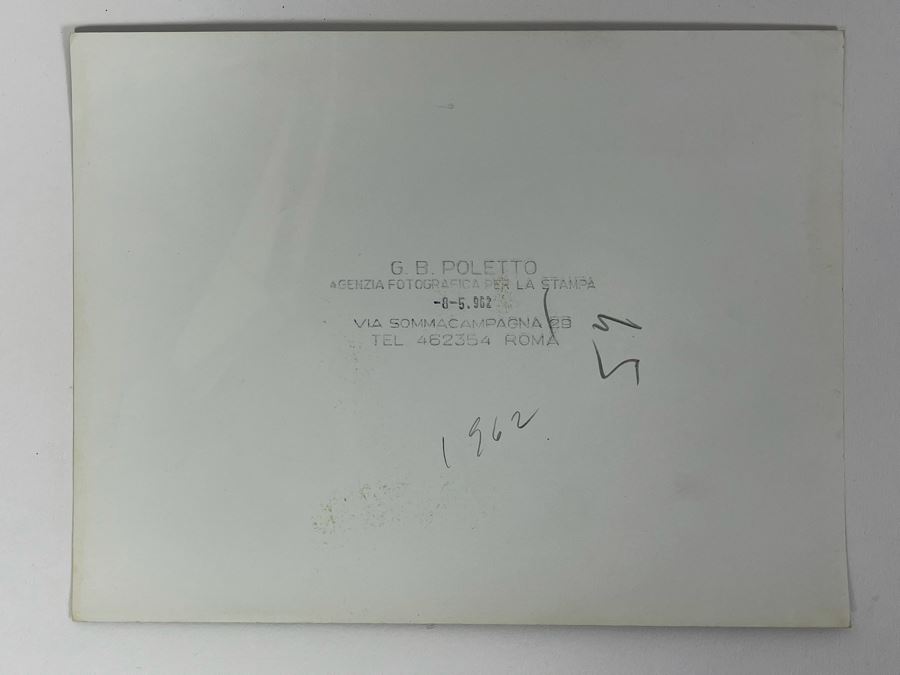 G. B. POLETTO
AGENZIA FOTOGRAFICA PER LA STAMPA
-8-5.962
VIA SOMMACAMPAGNA 29
TEL 462354 ROMA
1962